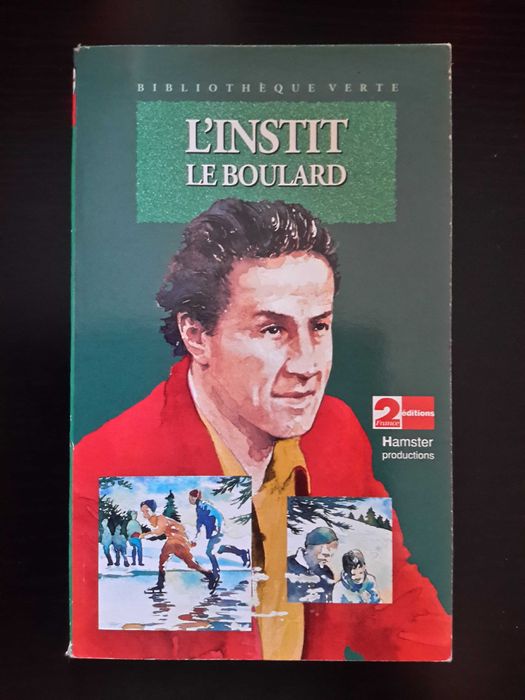 BIBLIOTHÈQUE VERTE
L'INSTIT
LE BOULARD
2 éditions
France
Hamster
productions